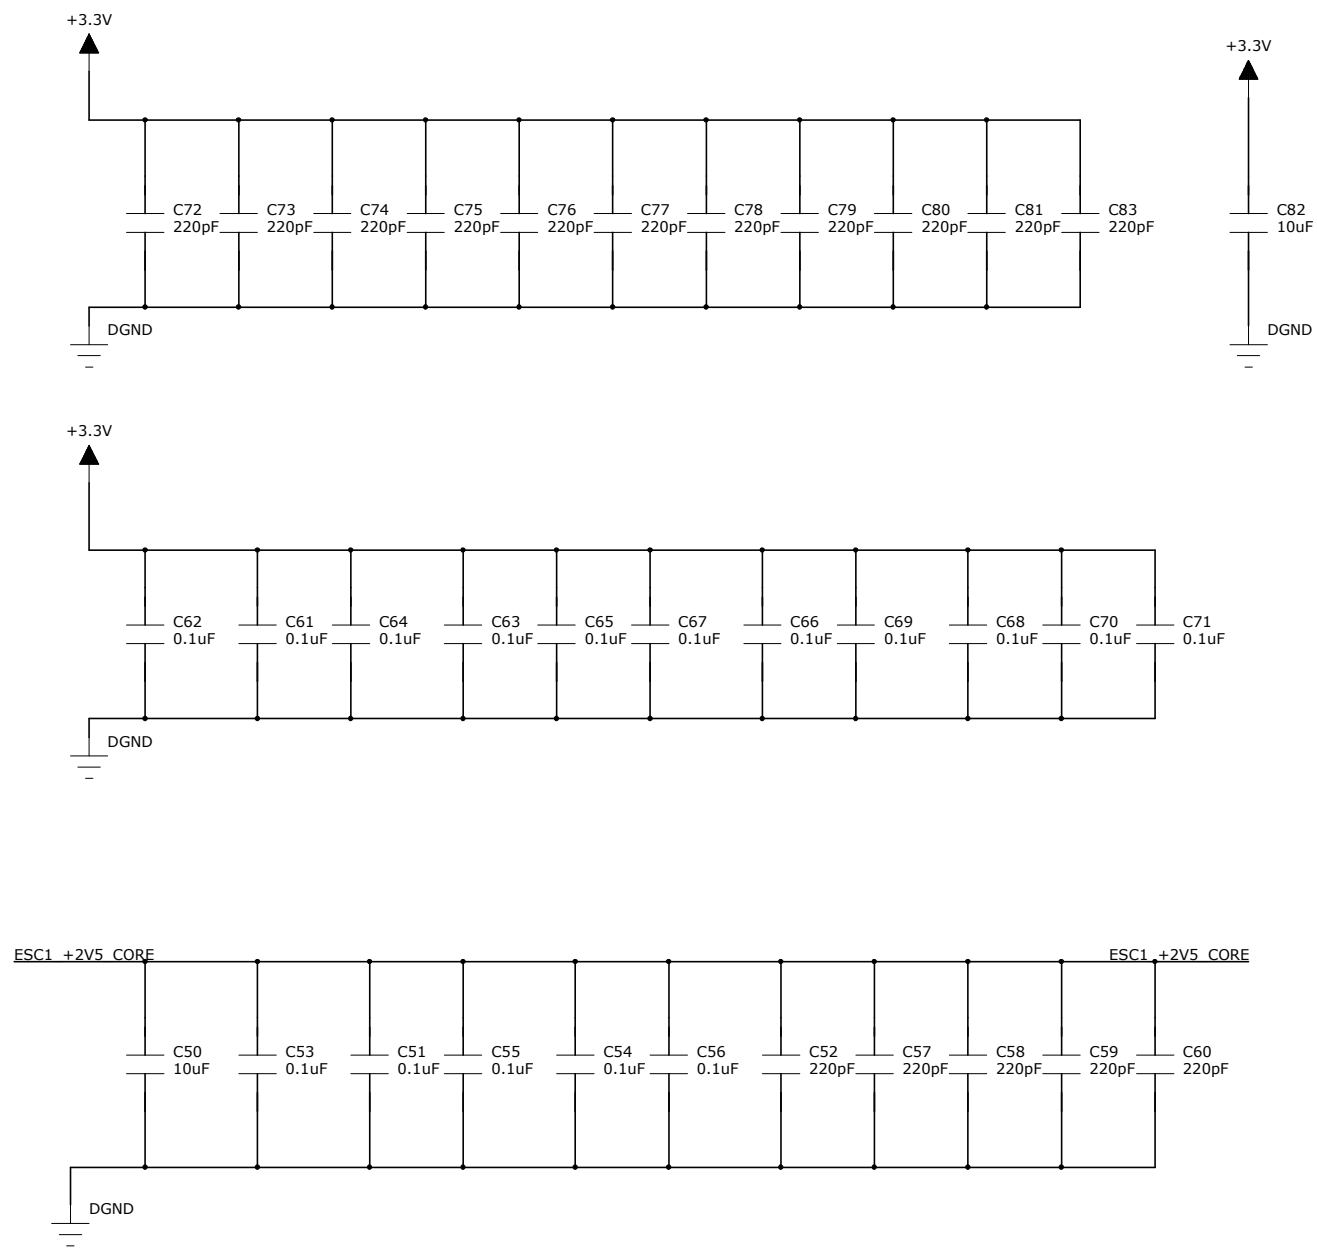 +3.3V
+3.3V
C72 C73 C74 C75 C76 C77 C78 C79 C80 C81 C83 C82
220pF 220pF 220pF 220pF 220pF 220pF 220pF 220pF 220pF 220pF 220pF 10uF
DGND DGND
+3.3V
C62 C61 C64 C63 C65 C67 C66 C69 C68 C70 C71
0.1uF 0.1uF 0.1uF 0.1uF 0.1uF 0.1uF 0.1uF 0.1uF 0.1uF 0.1uF 0.1uF
DGND
ESC1_+2V5_CORE ESC1_+2V5_CORE
C50 C53 C51 C55 C54 C56 C52 C57 C58 C59 C60
10uF 0.1uF 0.1uF 0.1uF 0.1uF 0.1uF 220pF 220pF 220pF 220pF 220pF
DGND